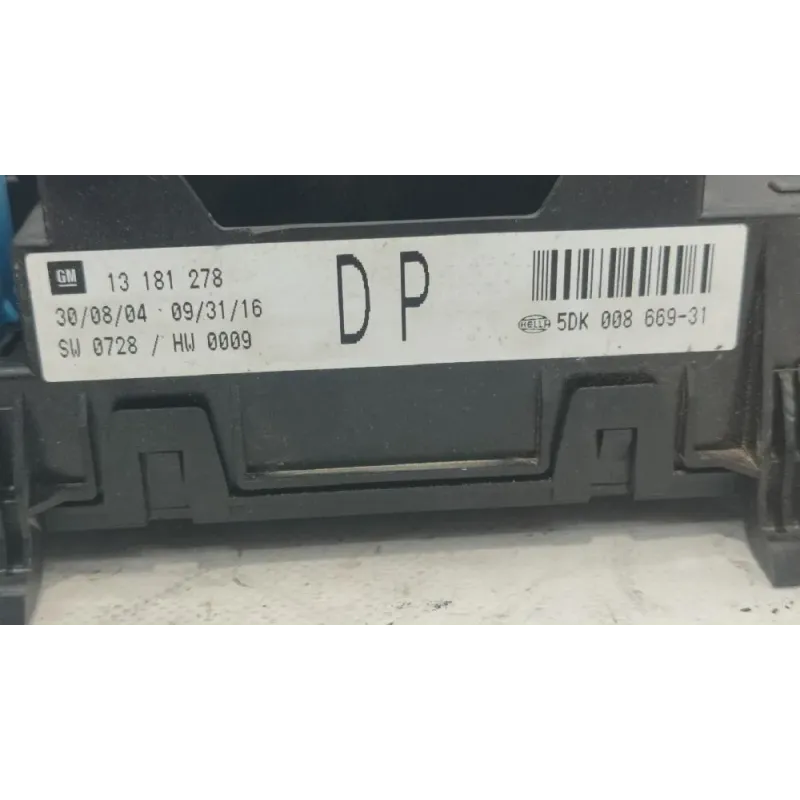 GM 13 181 278
30/08/04 09/31/16
SW 0728 / HW 0009
DP
HELLA 5DK 008 669-31